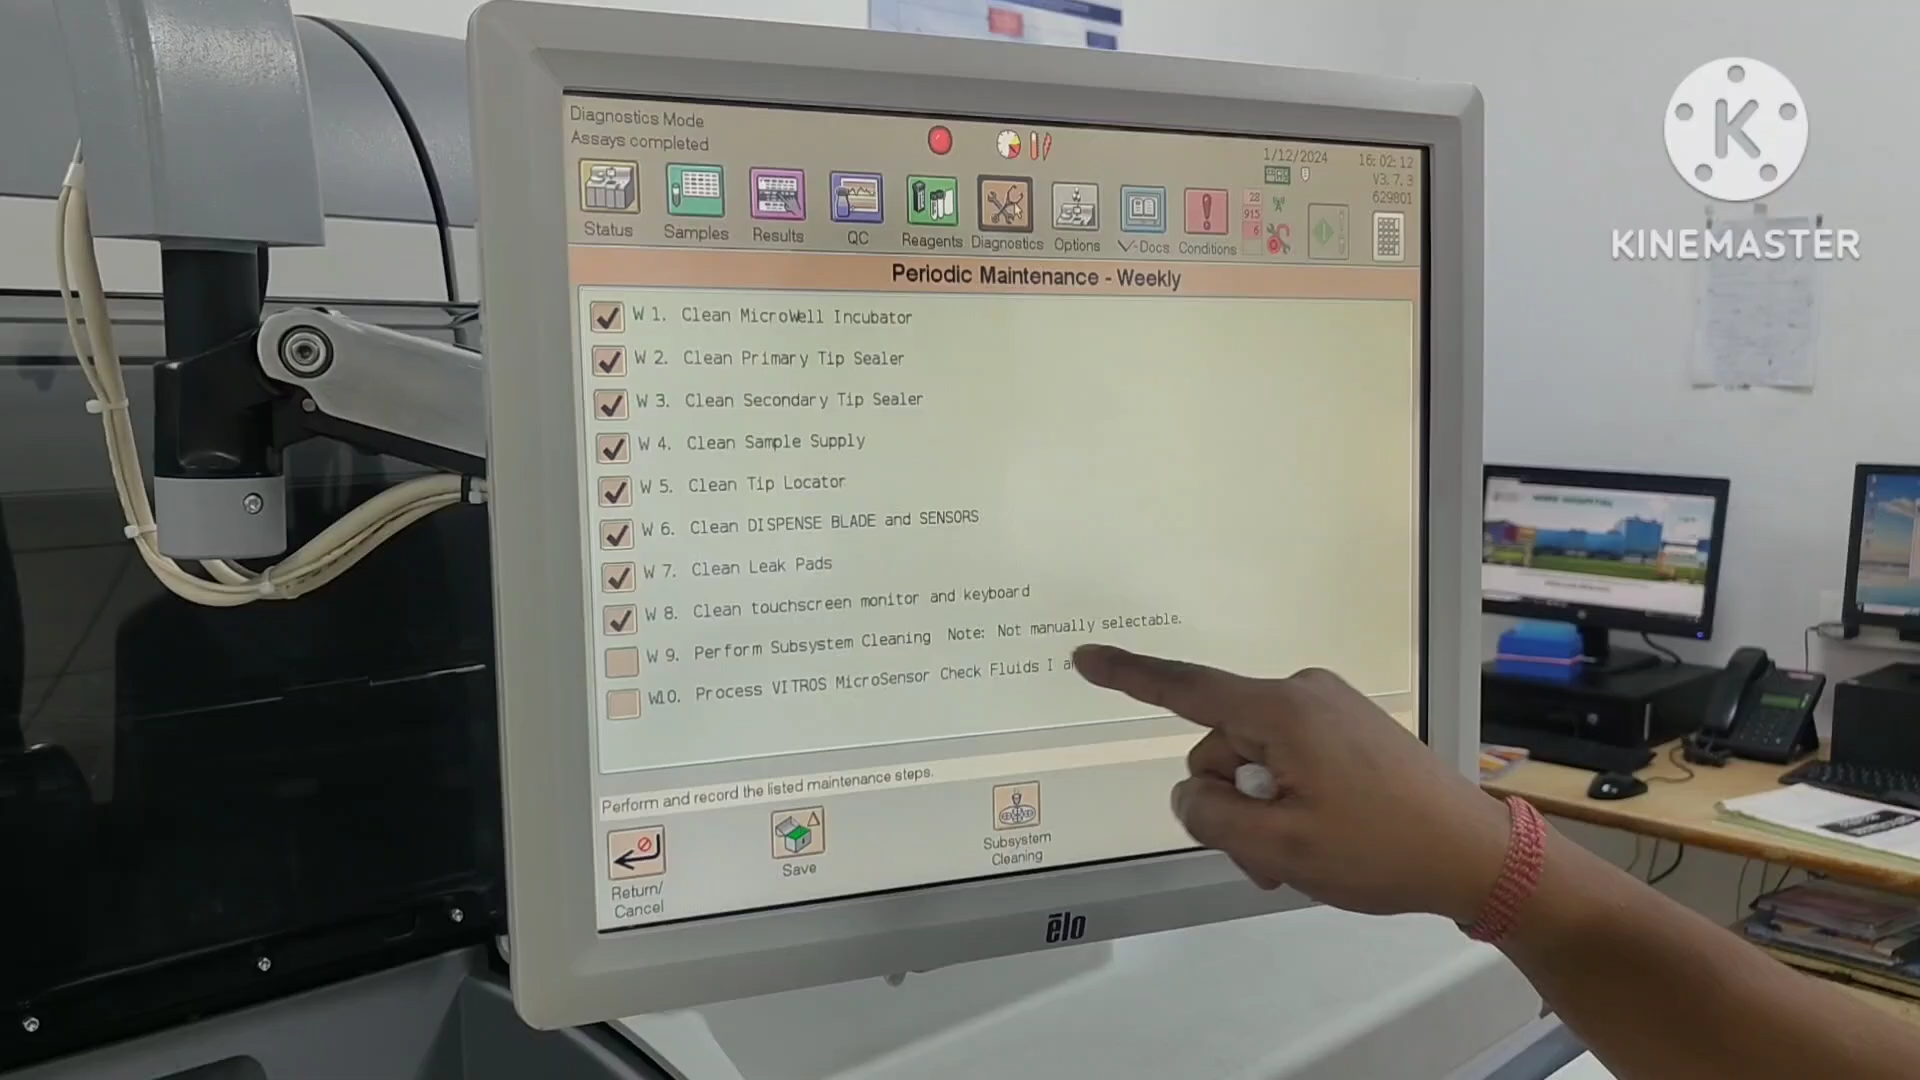 Diagnostics Mode
Assays completed
1/12/2024
16:02:12
V3.7.3
629801
28
915
6
Status
Samples
Results
QC
Reagents
Diagnostics
Options
V-Docs
Conditions
Periodic Maintenance - Weekly
W 1. Clean MicroWell Incubator
W 2. Clean Primary Tip Sealer
W 3. Clean Secondary Tip Sealer
W 4. Clean Sample Supply
W 5. Clean Tip Locator
W 6. Clean DISPENSE BLADE and SENSORS
W 7. Clean Leak Pads
W 8. Clean touchscreen monitor and keyboard
W 9. Perform Subsystem Cleaning Note: Not manually selectable.
W10. Process VITROS MicroSensor Check Fluids I
Perform and record the listed maintenance steps.
Return/
Cancel
Save
Subsystem
Cleaning
elo
K
KINEMASTER